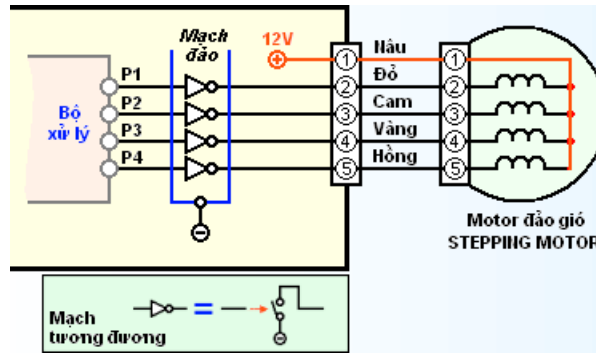 Mạch
đảo
12V
Bộ
xử lý
P1
P2
P3
P4
1
2
3
4
5
Nâu
Đỏ
Cam
Vàng
Hồng
1
2
3
4
5
Motor đảo gió
STEPPING MOTOR
Mạch
tương đương